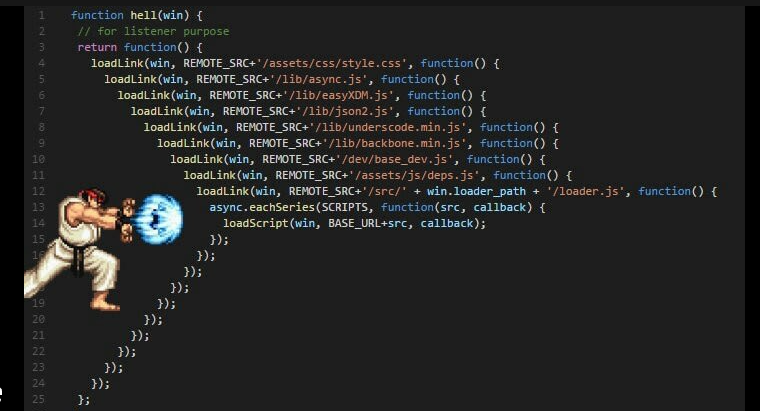 1 function hell(win) {
2 // for listener purpose
3 return function() {
4 loadLink(win, REMOTE_SRC+'/assets/css/style.css', function() {
5 loadLink(win, REMOTE_SRC+'/lib/async.js', function() {
6 loadLink(win, REMOTE_SRC+'/lib/easyXDM.js', function() {
7 loadLink(win, REMOTE_SRC+'/lib/json2.js', function() {
8 loadLink(win, REMOTE_SRC+'/lib/underscode.min.js', function() {
9 loadLink(win, REMOTE_SRC+'/lib/backbone.min.js', function() {
10 loadLink(win, REMOTE_SRC+'/dev/base_dev.js', function() {
11 loadLink(win, REMOTE_SRC+'/assets/js/deps.js', function() {
12 loadLink(win, REMOTE_SRC+'/src/' + win.loader_path + '/loader.js', function() {
13 async.eachSeries(SCRIPTS, function(src, callback) {
14 loadScript(win, BASE_URL+src, callback);
15 });
});
});
});
19 });
20 });
21 });
22 });
23 });
24 });
25 };